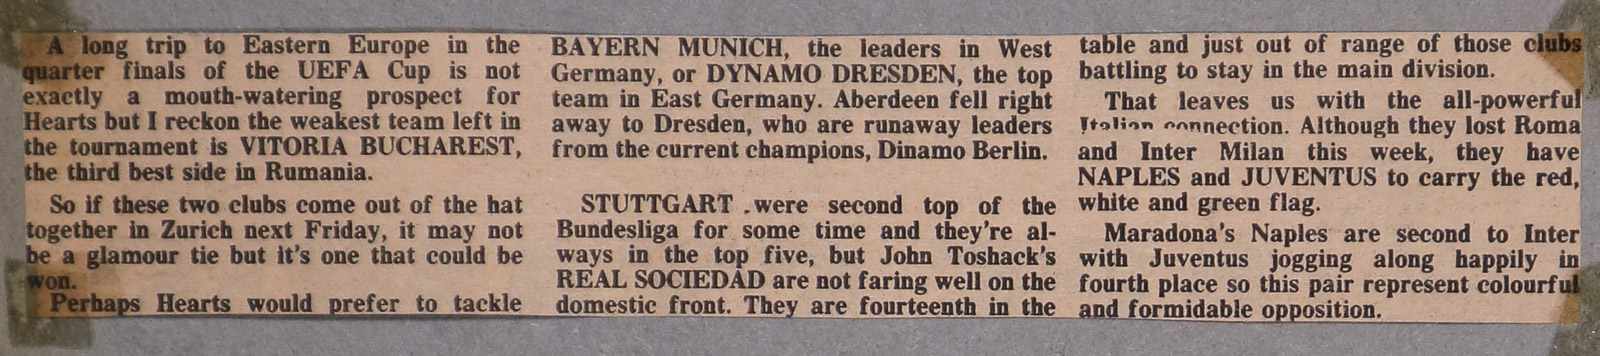 A long trip to Eastern Europe in the
quarter finals of the UEFA Cup is not
exactly a mouth-watering prospect for
Hearts but I reckon the weakest team left in
the tournament is VITORIA BUCHAREST,
the third best side in Rumania.
So if these two clubs come out of the hat
together in Zurich next Friday, it may not
be a glamour tie but it's one that could be
won.
Perhaps Hearts would prefer to tackle
BAYERN MUNICH, the leaders in West
Germany, or DYNAMO DRESDEN, the top
team in East Germany. Aberdeen fell right
away to Dresden, who are runaway leaders
from the current champions, Dinamo Berlin.
STUTTGART .were second top of the
Bundesliga for some time and they're al-
ways in the top five, but John Toshack's
REAL SOCIEDAD are not faring well on the
domestic front. They are fourteenth in the
table and just out of range of those clubs
battling to stay in the main division.
That leaves us with the all-powerful
Italian connection. Although they lost Roma
and Inter Milan this week, they have
NAPLES and JUVENTUS to carry the red,
white and green flag.
Maradona's Naples are second to Inter
with Juventus jogging along happily in
fourth place so this pair represent colourful
and formidable opposition.